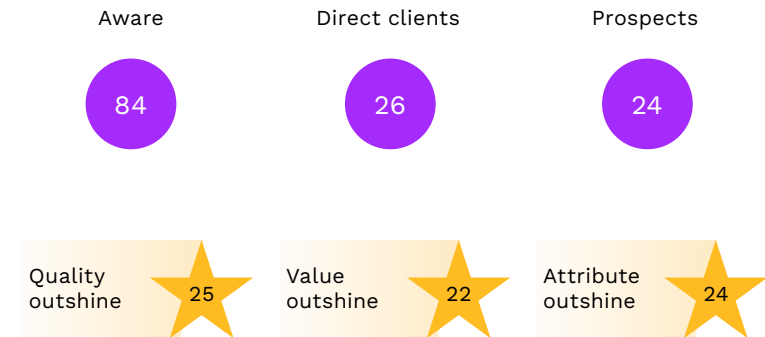 Aware
Direct clients
Prospects
84
26
24
Quality
outshine
25
Value
outshine
22
Attribute
outshine
24